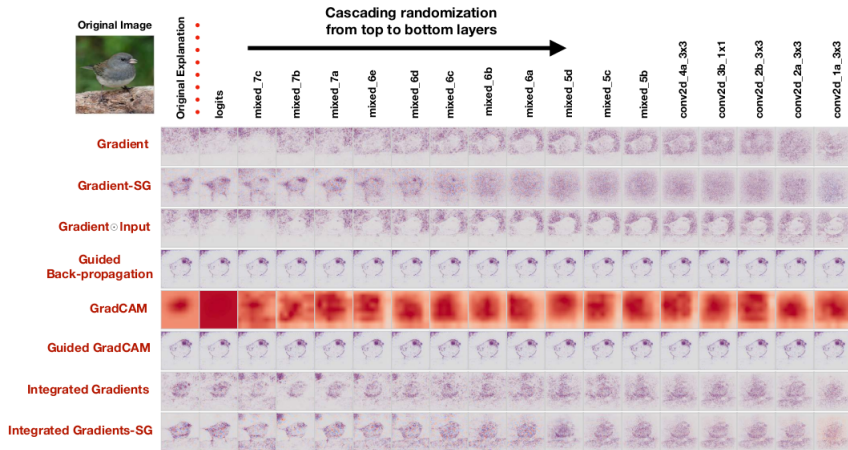 Cascading randomization
from top to bottom layers
Original Image
Original Explanation
logits
mixed_7c
mixed_7b
mixed_7a
mixed_6e
mixed_6d
mixed_6c
mixed_6b
mixed_6a
mixed_5d
mixed_5c
mixed_5b
conv2d_4a_3x3
conv2d_3b_1x1
conv2d_2b_3x3
conv2d_2a_3x3
conv2d_1a_3x3
Gradient
Gradient-SG
Gradient⊙Input
Guided
Back-propagation
GradCAM
Guided GradCAM
Integrated Gradients
Integrated Gradients-SG